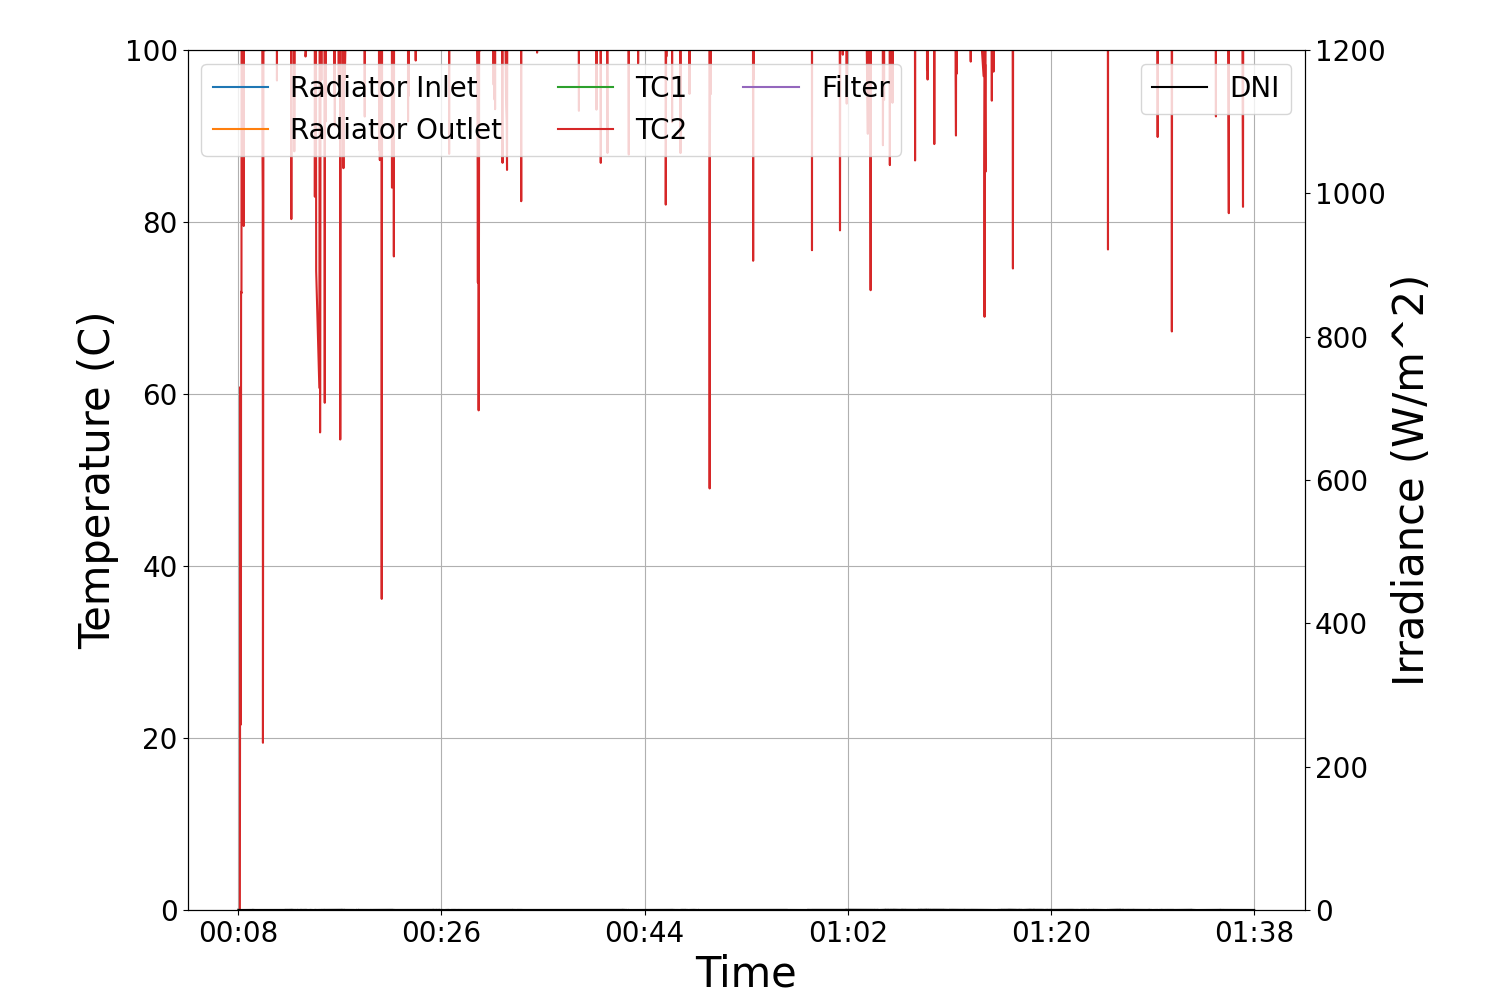 Radiator Inlet
Radiator Outlet
TC1
TC2
Filter
DNI
100
80
60
40
20
0
Temperature (C)
1200
1000
800
600
400
200
0
Irradiance (W/m^2)
00:08 00:26 00:44 01:02 01:20 01:38
Time